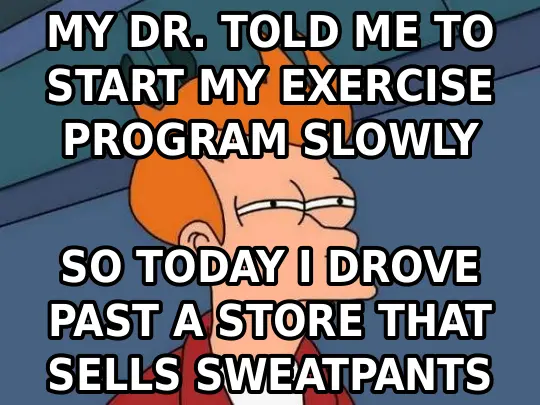 MY DR. TOLD ME TO
START MY EXERCISE
PROGRAM SLOWLY
SO TODAY I DROVE
PAST A STORE THAT
SELLS SWEATPANTS